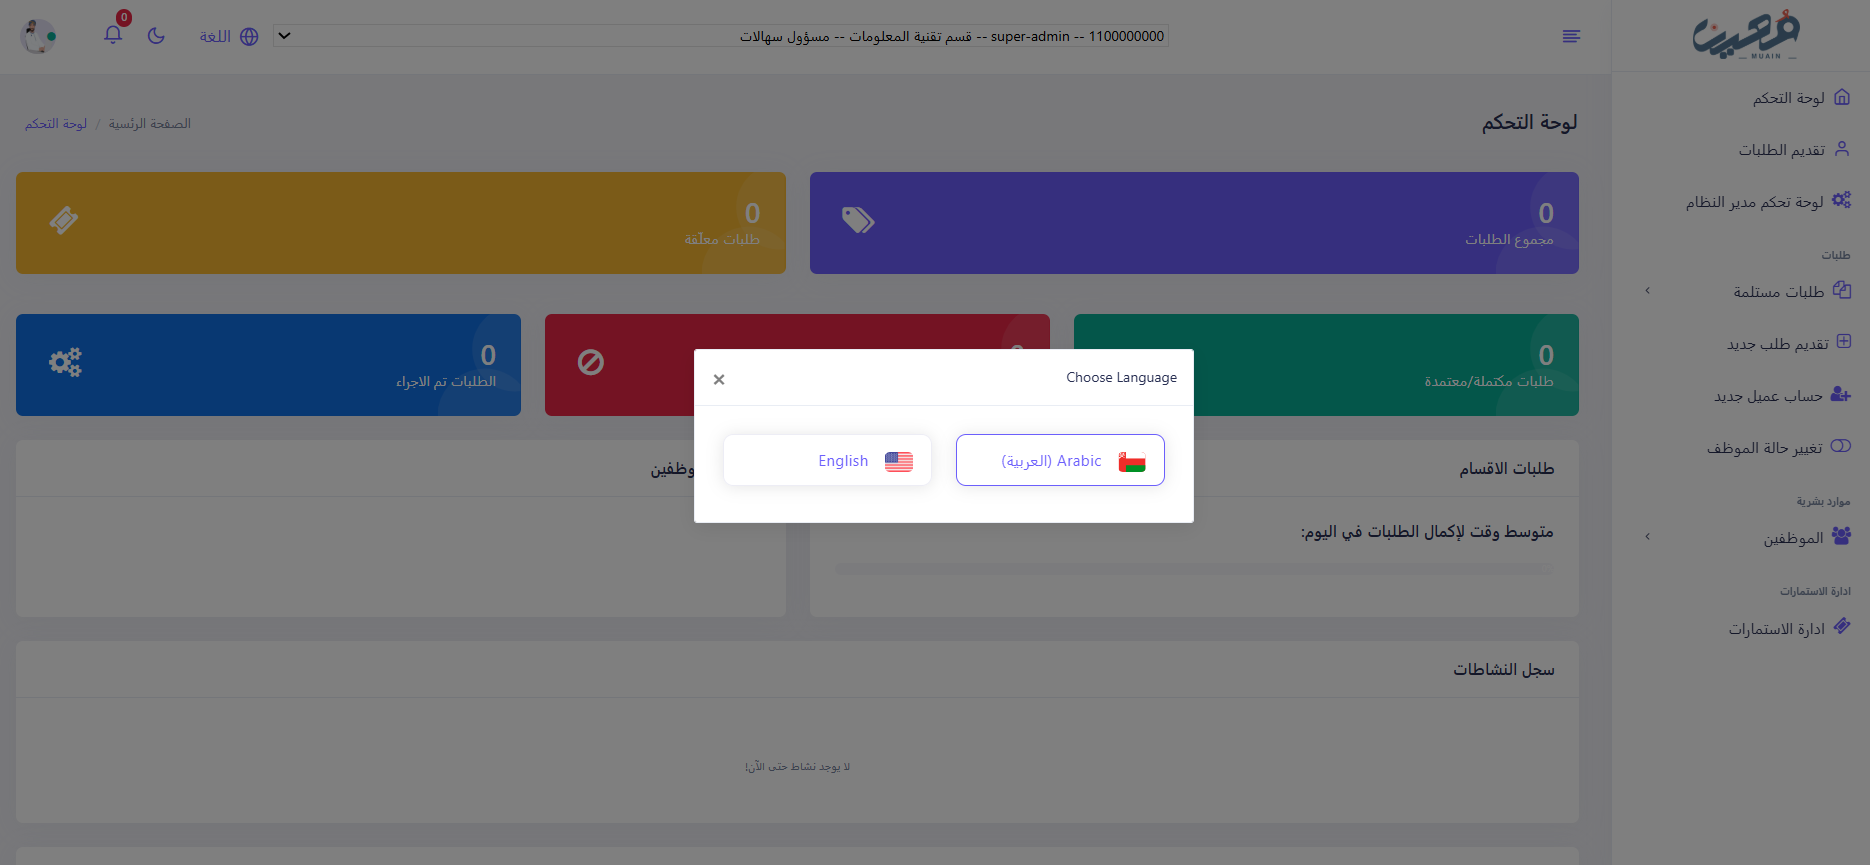 معين
MUAIN
لوحة التحكم
تقديم الطلبات
لوحة تحكم مدير النظام
طلبات
طلبات مستلمة
تقديم طلب جديد
حساب عميل جديد
تغيير حالة الموظف
موارد بشرية
الموظفين
ادارة الاستمارات
ادارة الاستمارات
1100000000 -- super-admin -- قسم تقنية المعلومات -- مسؤول سهالات
اللغة
0
لوحة التحكم
الصفحة الرئسية / لوحة التحكم
0
مجموع الطلبات
0
طلبات معلّقة
0
طلبات مكتملة/معتمدة
0
الطلبات تم الاجراء
Choose Language
×
Arabic (العربية)
English
طلبات الاقسام
وظفين
متوسط وقت لإكمال الطلبات في اليوم:
سجل النشاطات
لا يوجد نشاط حتى الآن!